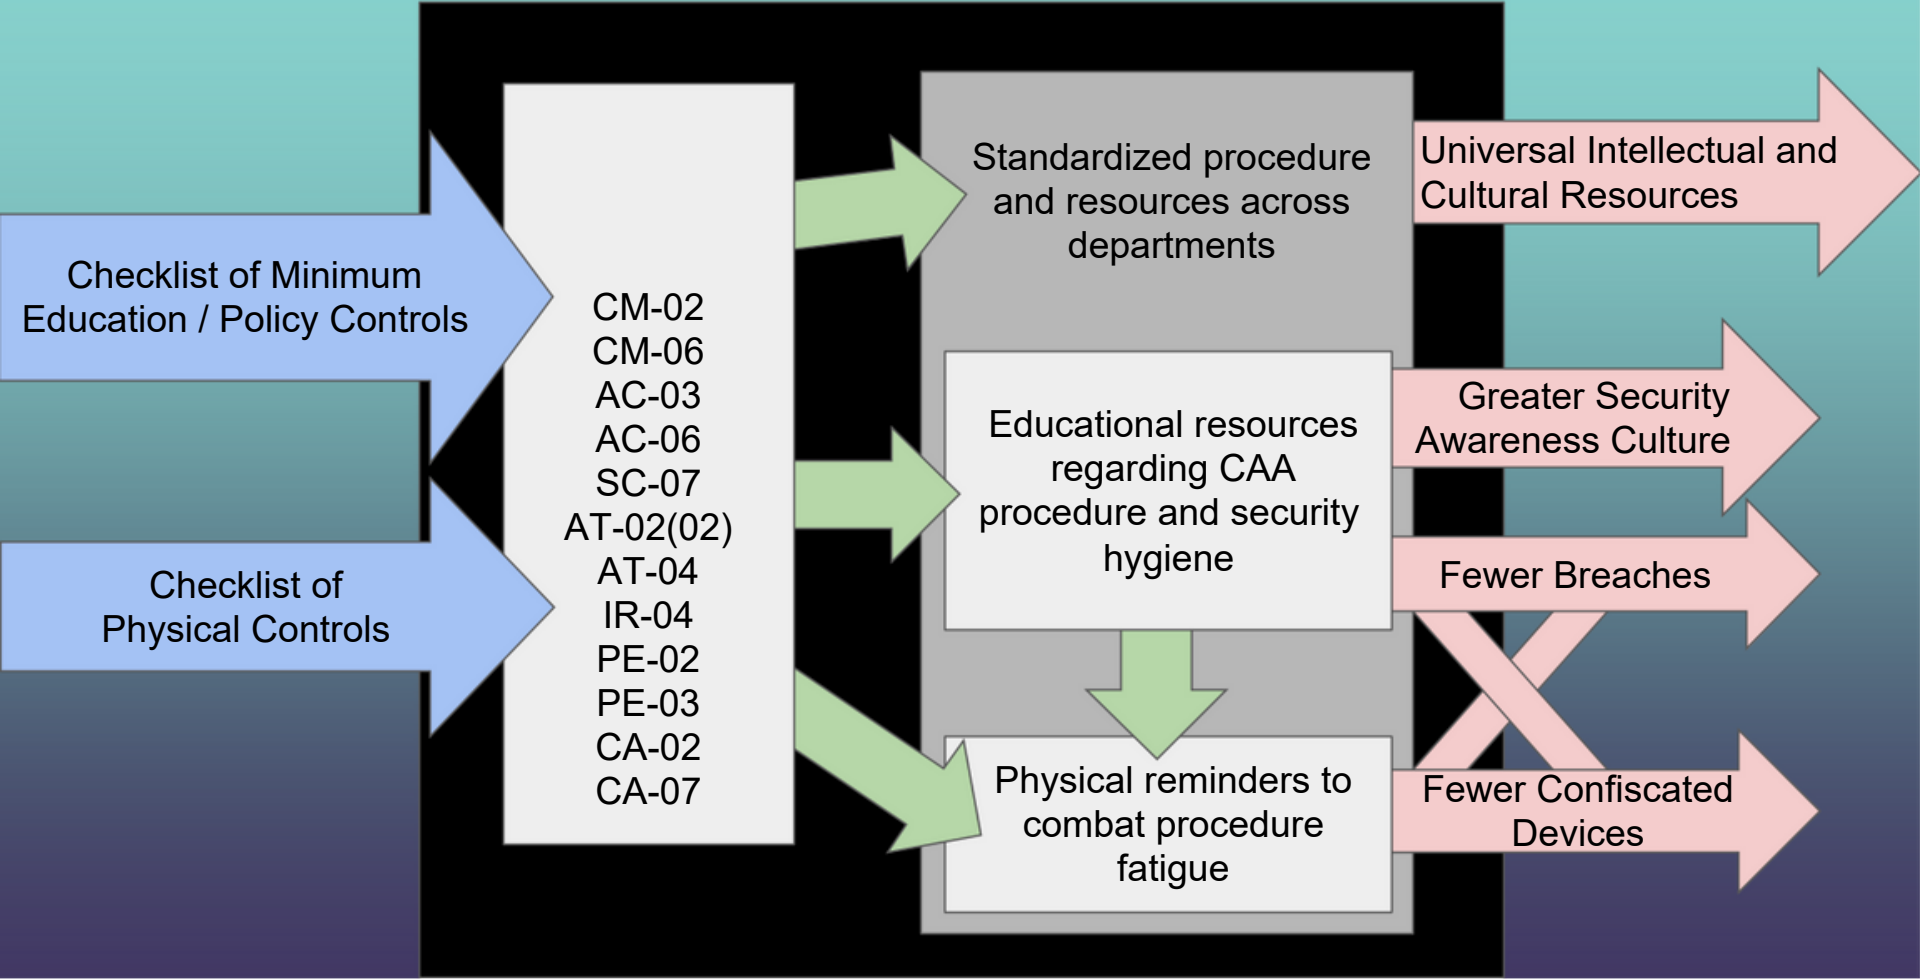 Checklist of Minimum
Education / Policy Controls
Checklist of
Physical Controls
CM-02
CM-06
AC-03
AC-06
SC-07
AT-02(02)
AT-04
IR-04
PE-02
PE-03
CA-02
CA-07
Standardized procedure
and resources across
departments
Educational resources
regarding CAA
procedure and security
hygiene
Physical reminders to
combat procedure
fatigue
Universal Intellectual and
Cultural Resources
Greater Security
Awareness Culture
Fewer Breaches
Fewer Confiscated
Devices